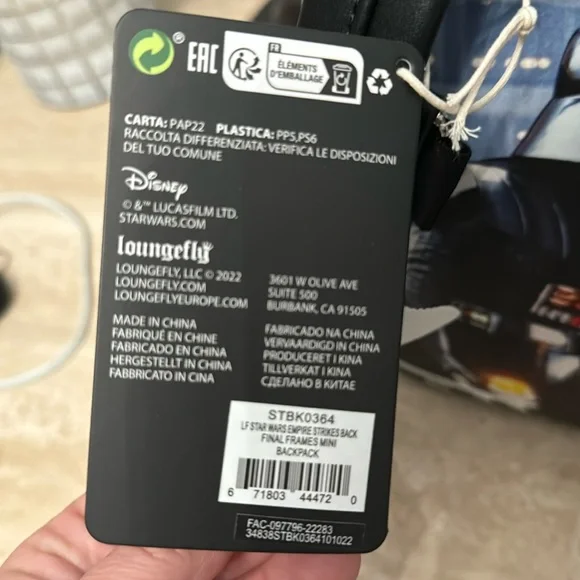 ® EAC
FR
ÉLÉMENTS
D'EMBALLAGE
CARTA: PAP22 PLASTICA: PP5,PS6
RACCOLTA DIFFERENZIATA: VERIFICA LE DISPOSIZIONI
DEL TUO COMUNE
Disney
© &™ LUCASFILM LTD.
STARWARS.COM
loungefly
LOUNGEFLY, LLC © 2022
LOUNGEFLY.COM
LOUNGEFLYEUROPE.COM
3601 W OLIVE AVE
SUITE 500
BURBANK, CA 91505
MADE IN CHINA
FABRIQUÉ EN CHINE
FABRICADO EN CHINA
HERGESTELLT IN CHINA
FABBRICATO IN CINA
FABRICADO NA CHINA
VERVAARDIGD IN CHINA
PRODUCERET I KINA
TILLVERKAT I KINA
СДЕЛАНО В КИТАЕ
STBK0364
LF STAR WARS EMPIRE STRIKES BACK
FINAL FRAMES MINI
BACKPACK
6 71803 44472 0
FAC-097796-22283
34838STBK0364101022